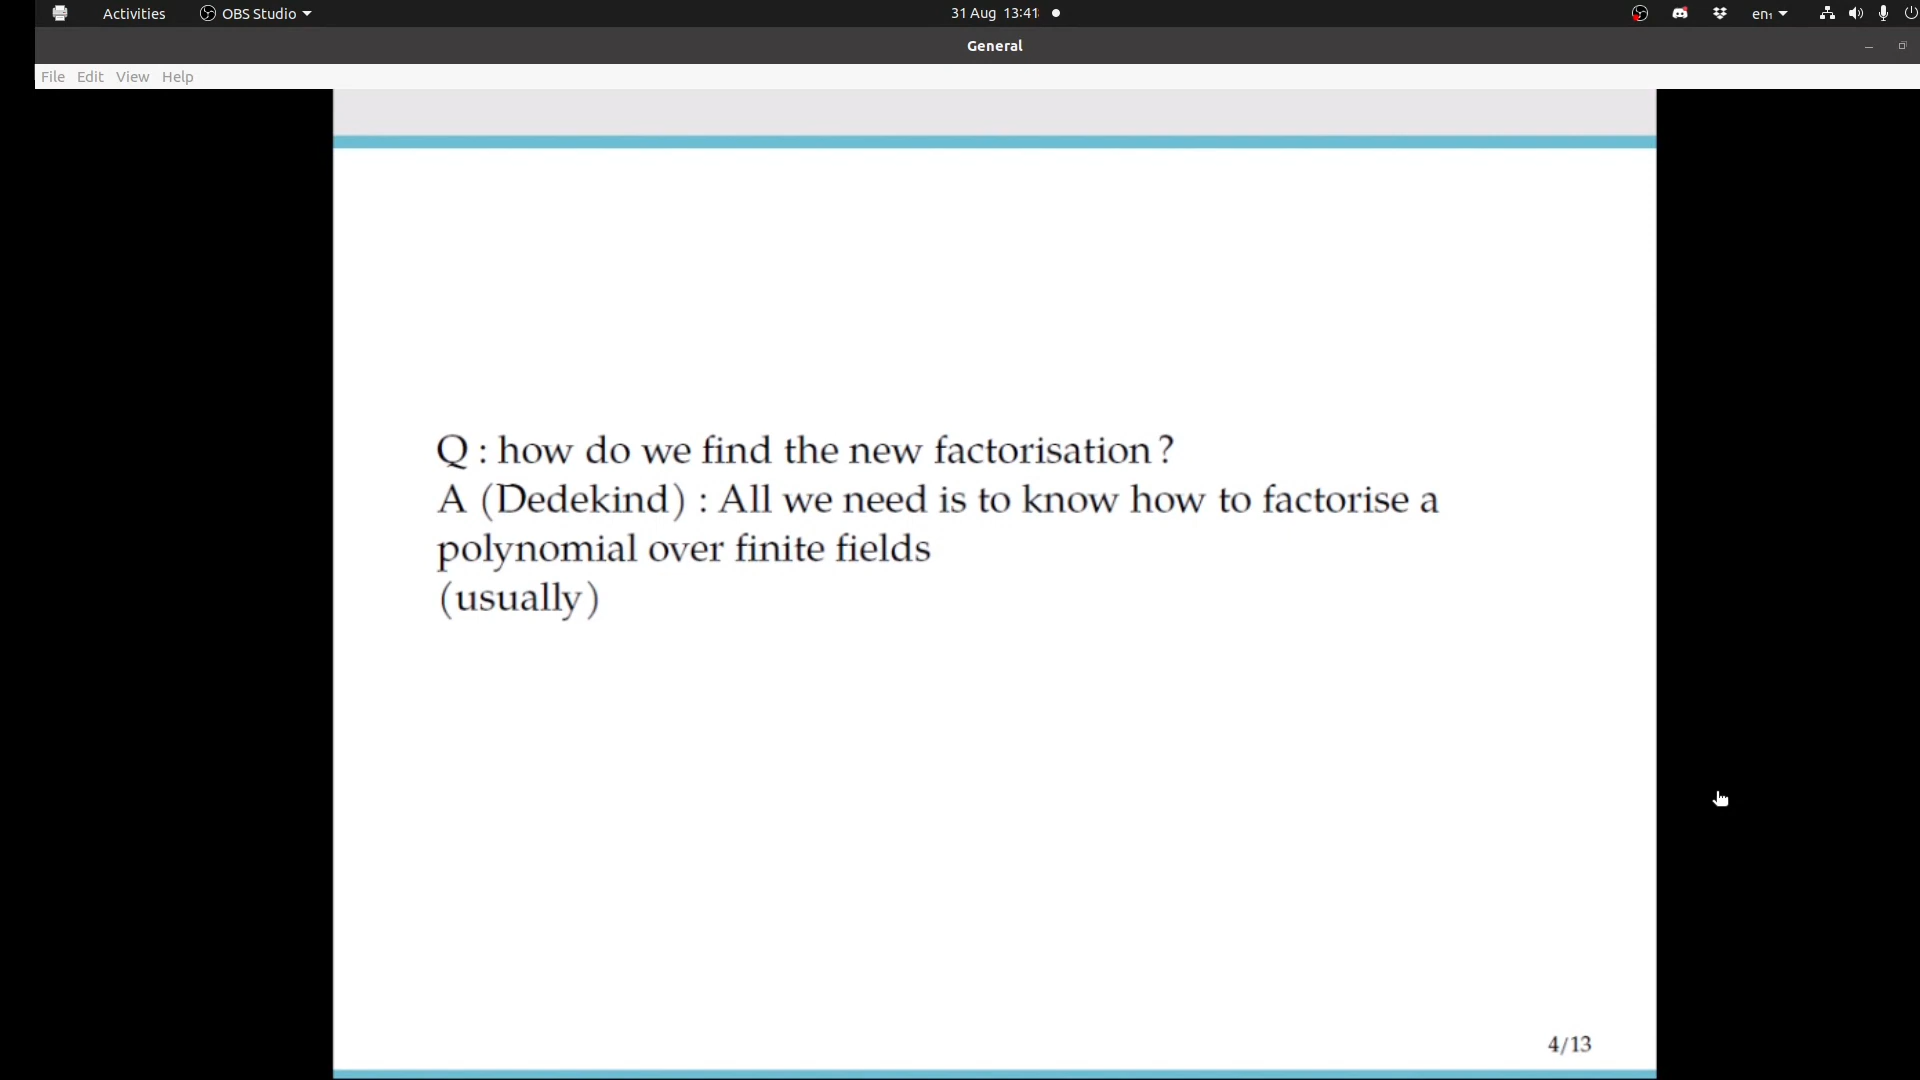 Activities OBS Studio 31 Aug 13:41 en₁
General
File Edit View Help
Q : how do we find the new factorisation ?
A (Dedekind) : All we need is to know how to factorise a
polynomial over finite fields
(usually)
4/13